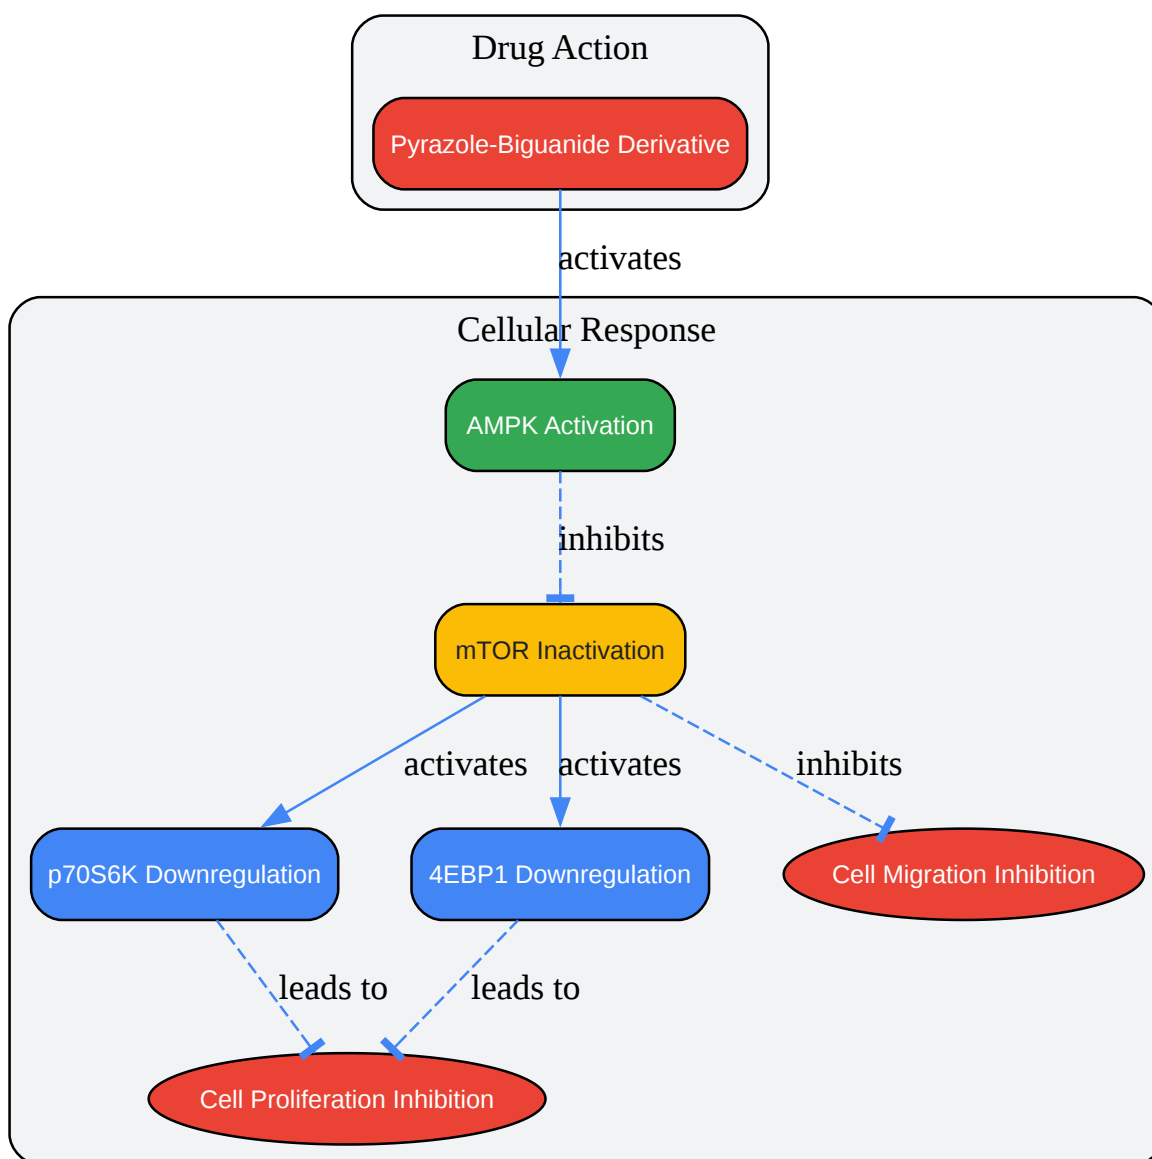 Drug Action
Pyrazole-Biguanide Derivative
activates
Cellular Response
AMPK Activation
inhibits
mTOR Inactivation
activates
activates
inhibits
p70S6K Downregulation
4EBP1 Downregulation
Cell Migration Inhibition
leads to
leads to
Cell Proliferation Inhibition